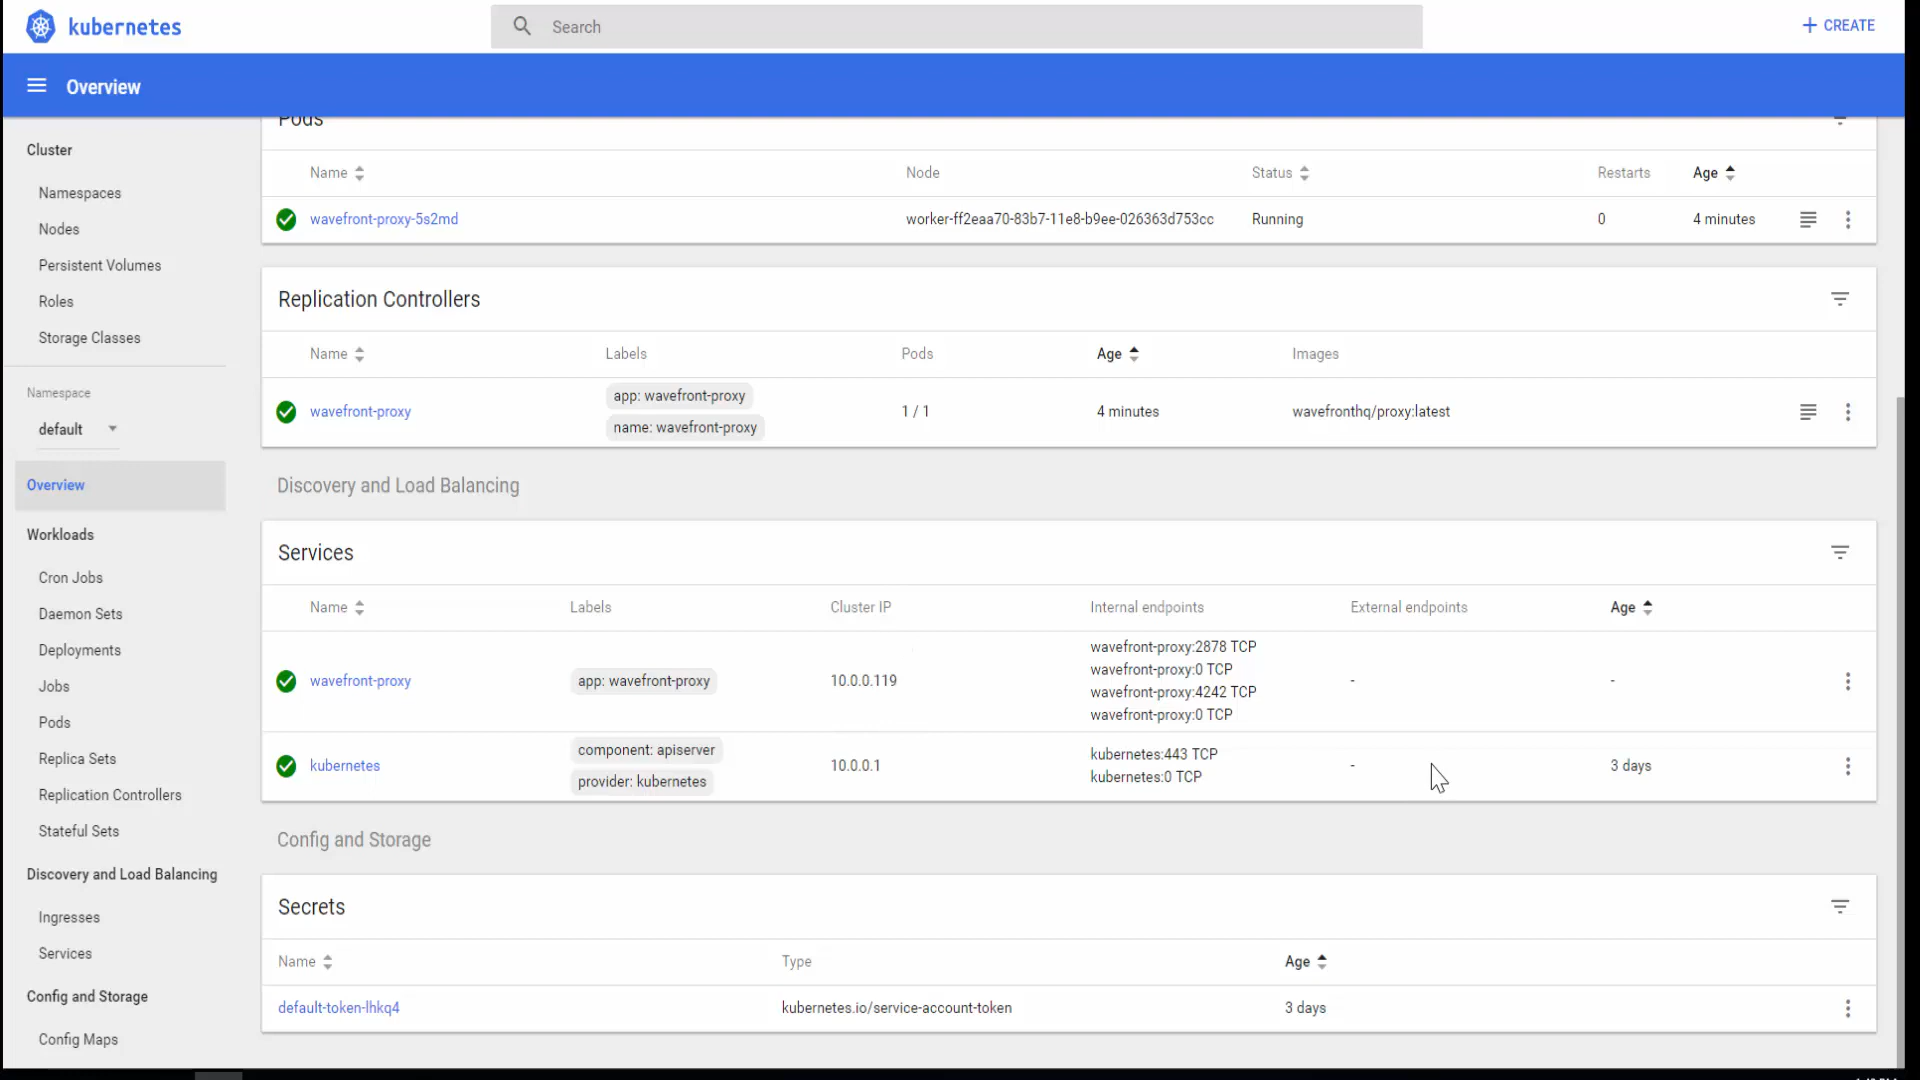 kubernetes
Search
CREATE
Overview
Cluster
Namespaces
Nodes
Persistent Volumes
Roles
Storage Classes
Namespace
default
Overview
Workloads
Cron Jobs
Daemon Sets
Deployments
Jobs
Pods
Replica Sets
Replication Controllers
Stateful Sets
Discovery and Load Balancing
Ingresses
Services
Config and Storage
Config Maps
Pods
Name Node Status Restarts Age
wavefront-proxy-5s2md worker-ff2eaa70-83b7-11e8-b9ee-026363d753cc Running 0 4 minutes
Replication Controllers
Name Labels Pods Age Images
wavefront-proxy app: wavefront-proxy 1 / 1 4 minutes wavefronthq/proxy:latest
name: wavefront-proxy
Discovery and Load Balancing
Services
Name Labels Cluster IP Internal endpoints External endpoints Age
wavefront-proxy app: wavefront-proxy 10.0.0.119 wavefront-proxy:2878 TCP - -
wavefront-proxy:0 TCP
wavefront-proxy:4242 TCP
wavefront-proxy:0 TCP
kubernetes component: apiserver 10.0.0.1 kubernetes:443 TCP - 3 days
provider: kubernetes kubernetes:0 TCP
Config and Storage
Secrets
Name Type Age
default-token-lhkq4 kubernetes.io/service-account-token 3 days